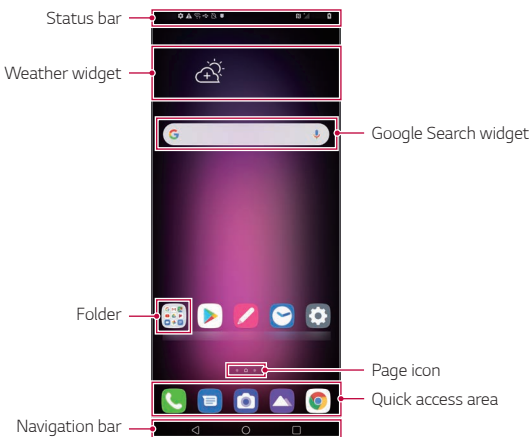 Status bar
Weather widget
Google Search widget
Folder
Page icon
Quick access area
Navigation bar